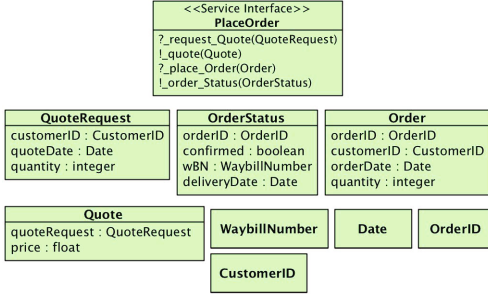 <<Service Interface>>
PlaceOrder
?_request_Quote(QuoteRequest)
!_quote(Quote)
?_place_Order(Order)
!_order_Status(OrderStatus)
QuoteRequest
customerID : CustomerID
quoteDate : Date
quantity : integer
OrderStatus
orderID : OrderID
confirmed : boolean
wBN : WaybillNumber
deliveryDate : Date
Order
orderID : OrderID
customerID : CustomerID
orderDate : Date
quantity : integer
Quote
quoteRequest : QuoteRequest
price : float
WaybillNumber
Date
OrderID
CustomerID